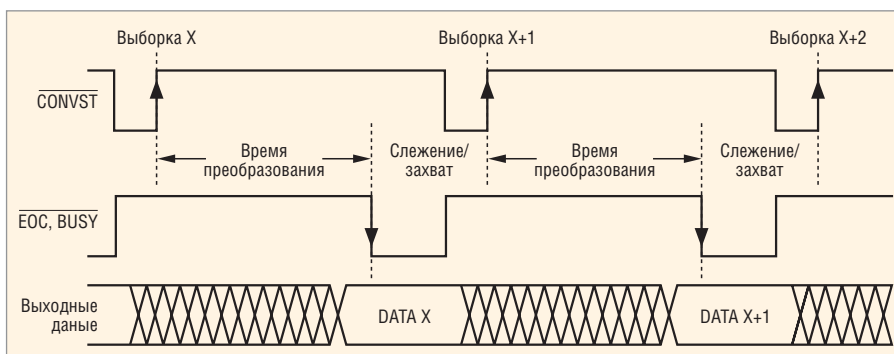 Выборка X Выборка X+1 Выборка X+2
CONVST
Время преобразования Слежение/ захват Время преобразования Слежение/ захват
EOC, BUSY
Выходные даные DATA X DATA X+1